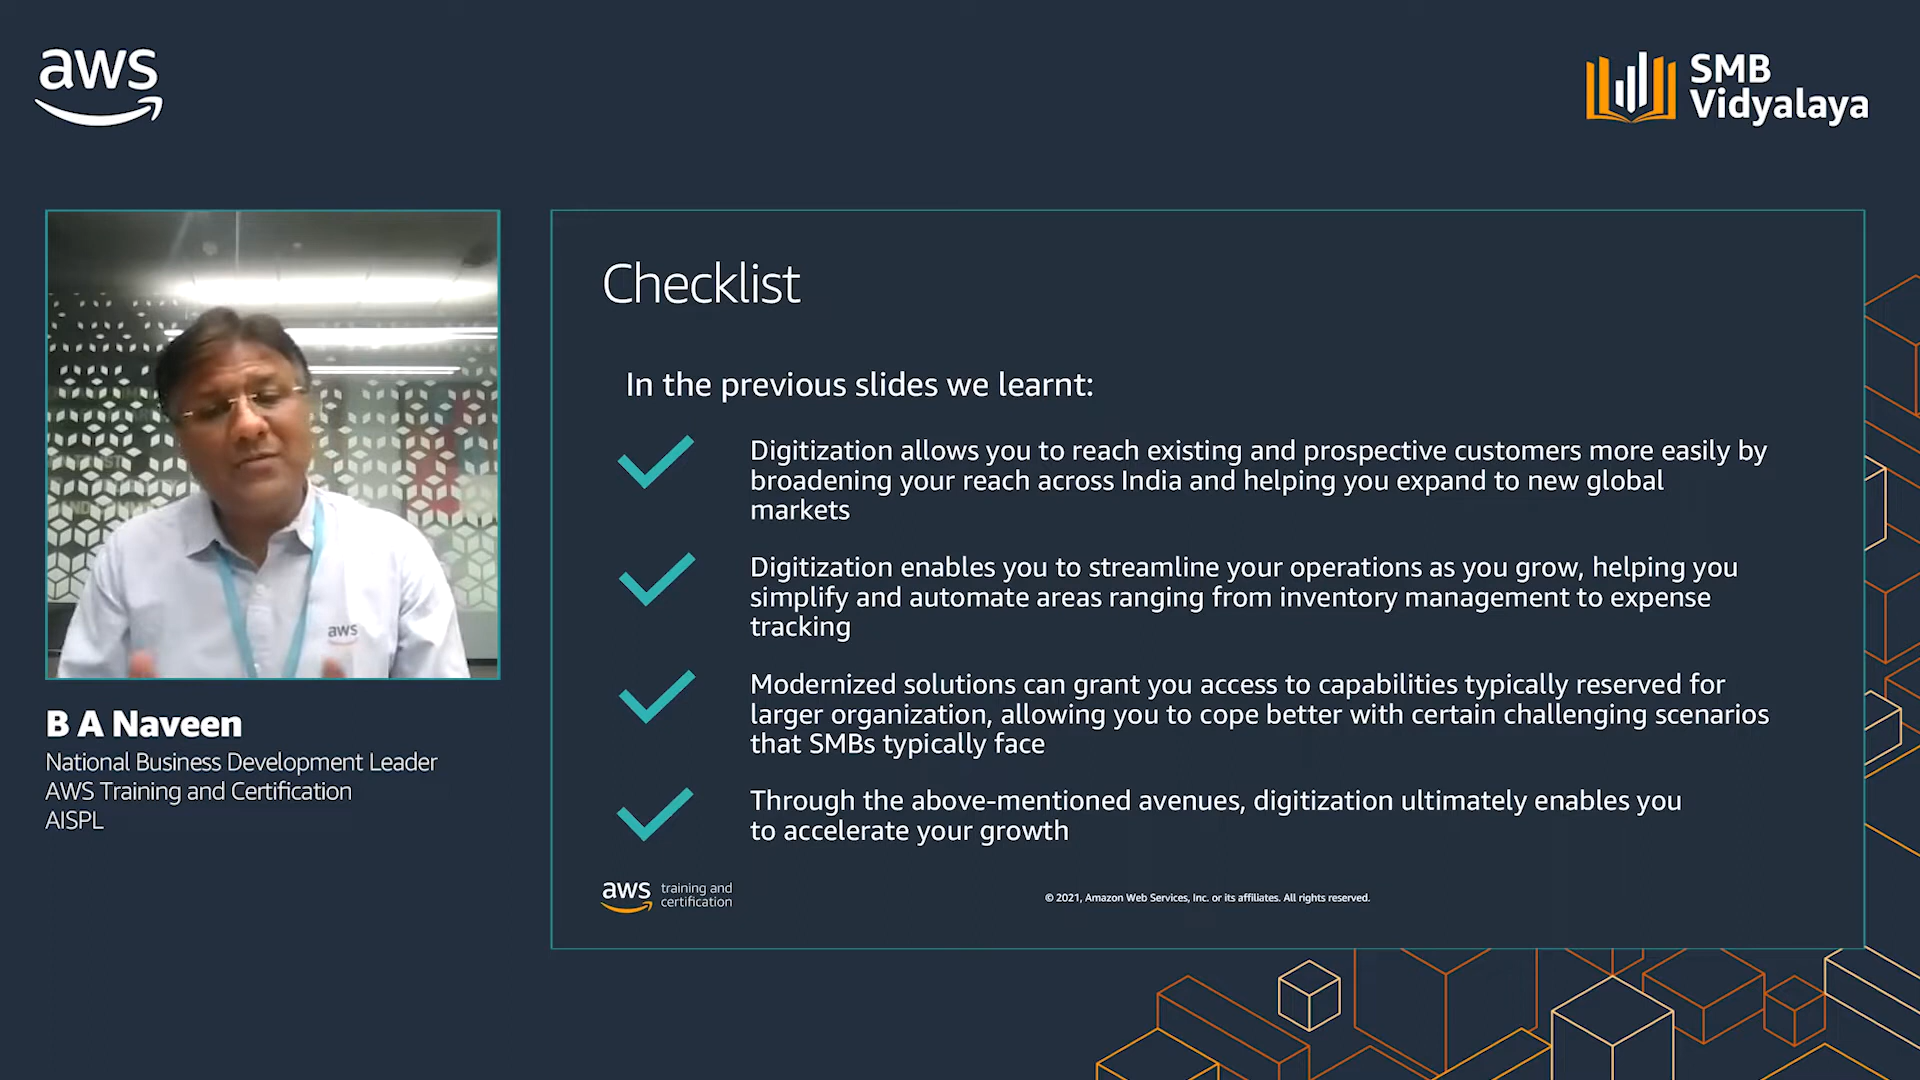 aws
SMB
Vidyalaya
Checklist
In the previous slides we learnt:
Digitization allows you to reach existing and prospective customers more easily by
broadening your reach across India and helping you expand to new global
markets
Digitization enables you to streamline your operations as you grow, helping you
simplify and automate areas ranging from inventory management to expense
tracking
Modernized solutions can grant you access to capabilities typically reserved for
larger organization, allowing you to cope better with certain challenging scenarios
that SMBs typically face
Through the above-mentioned avenues, digitization ultimately enables you
to accelerate your growth
aws training and
certification
© 2021, Amazon Web Services, Inc. or its affiliates. All rights reserved.
aws
B A Naveen
National Business Development Leader
AWS Training and Certification
AISPL